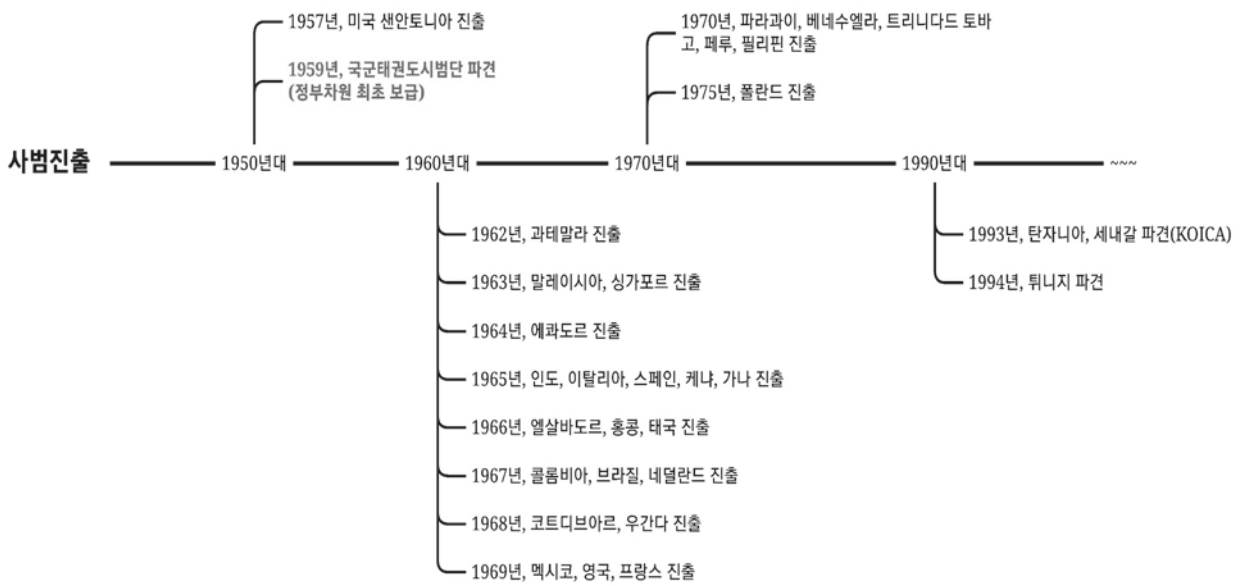 1957년, 미국 샌안토니아 진출
1959년, 국군태권도시범단 파견
(정부차원 최초 보급)
1970년, 파라과이, 베네수엘라, 트리니다드 토바
고, 페루, 필리핀 진출
1975년, 폴란드 진출
사범진출
1950년대
1960년대
1970년대
1990년대
~~~
1962년, 과테말라 진출
1963년, 말레이시아, 싱가포르 진출
1964년, 에콰도르 진출
1965년, 인도, 이탈리아, 스페인, 케냐, 가나 진출
1966년, 엘살바도르, 홍콩, 태국 진출
1967년, 콜롬비아, 브라질, 네덜란드 진출
1968년, 코트디브아르, 우간다 진출
1969년, 멕시코, 영국, 프랑스 진출
1993년, 탄자니아, 세내갈 파견(KOICA)
1994년, 튀니지 파견